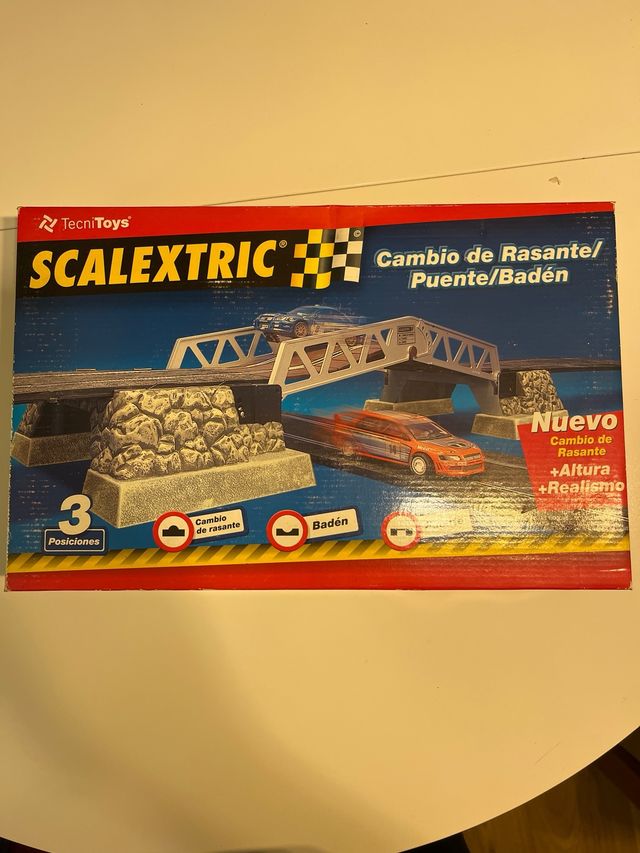 TecniToys®
SCALEXTRIC®
Cambio de Rasante/
Puente/Badén
Nuevo
Cambio de
Rasante
+Altura
+Realismo
3
Posiciones
Cambio
de rasante
Badén